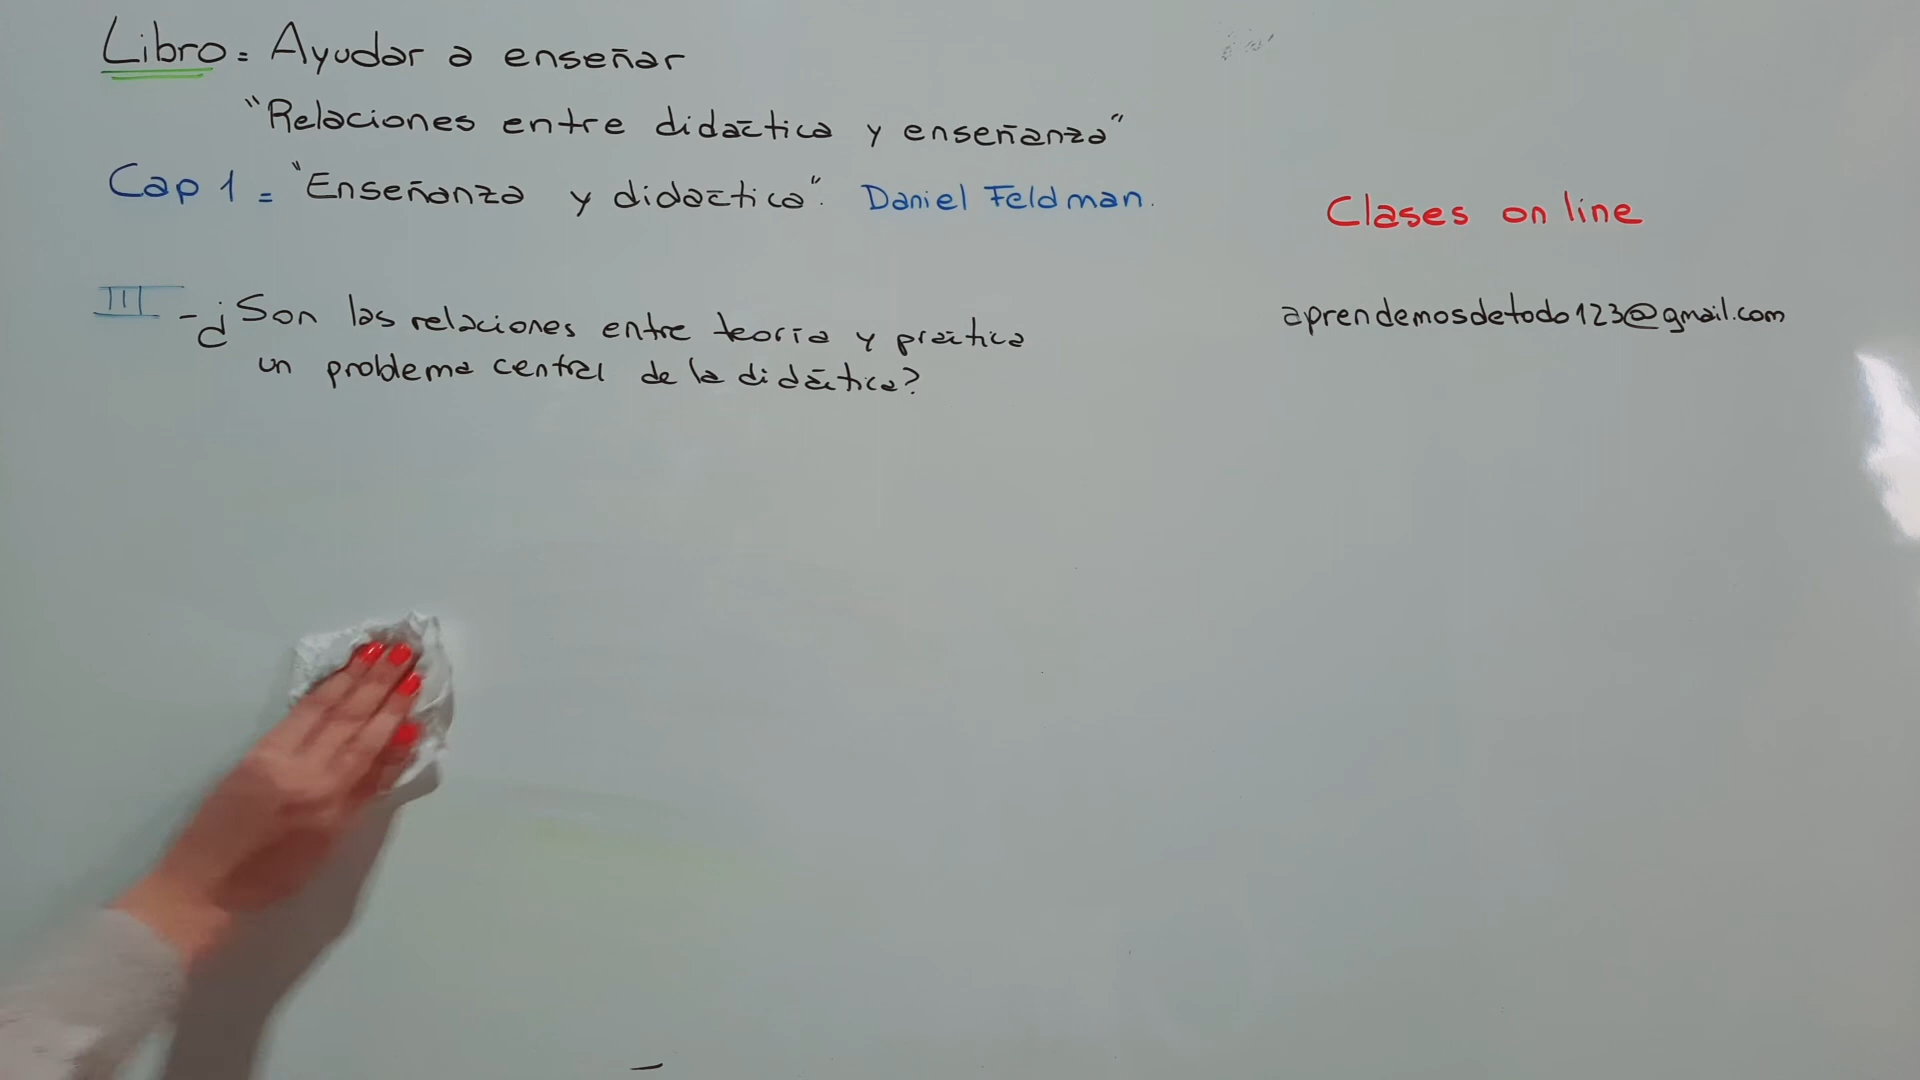 Libro = Ayudar a enseñar
"Relaciones entre didáctica y enseñanza"
Cap 1 = "Enseñanza y didáctica". Daniel Feldman.
Clases on line
III - ¿Son las relaciones entre teoría y práctica
aprendemosdetodo123@gmail.com
un problema central de la didáctica?